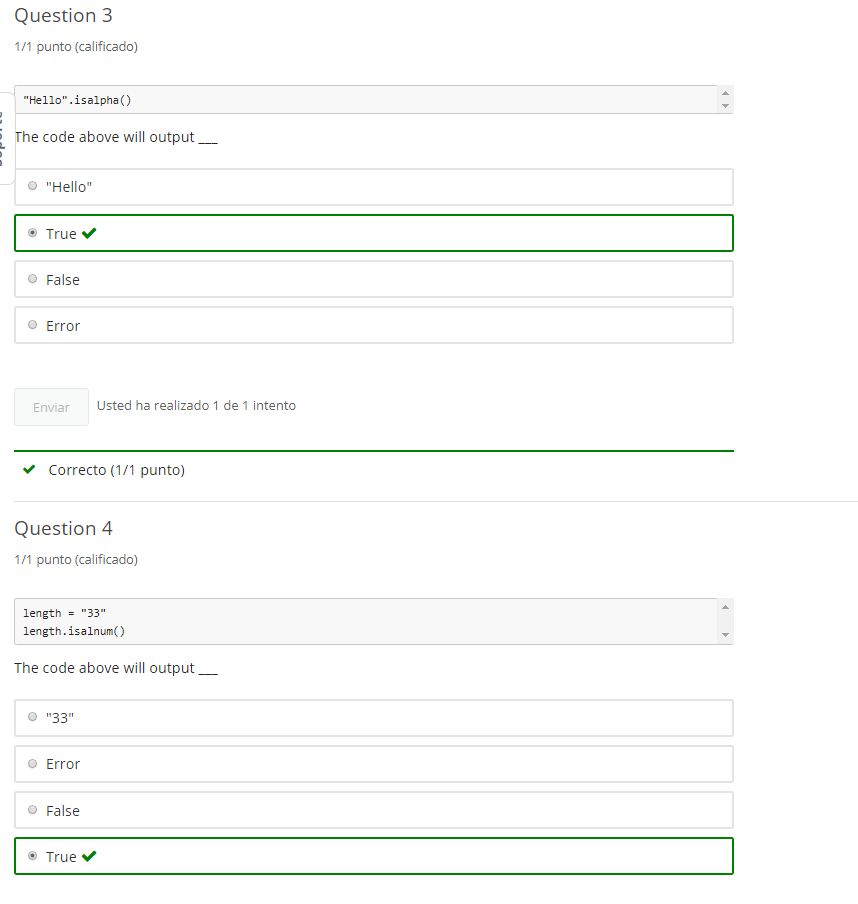 Question 3
1/1 punto (calificado)
"Hello".isalpha()
The code above will output ___
"Hello"
True
False
Error
Enviar
Usted ha realizado 1 de 1 intento
Correcto (1/1 punto)
Question 4
1/1 punto (calificado)
length = "33"
length.isalnum()
The code above will output ___
"33"
Error
False
True